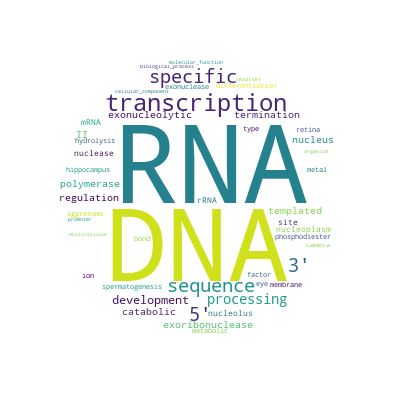 molecular_function
biological_process neuron
specific
exonuclease differentiation
cellular_component
transcription
exonucleolytic termination
mRNA type retina
II nucleus
hydrolysis
RNA
nuclease organism
hippocampus metal
polymerase
regulation rRNA
aggresome templated
promoter site
DNA
nucleoplasm
multicellular bond phosphodiester
camera
3'
ion factor membrane
sequence eye
spermatogenesis
development processing
catabolic 5' nucleolus
exoribonuclease
metabolic